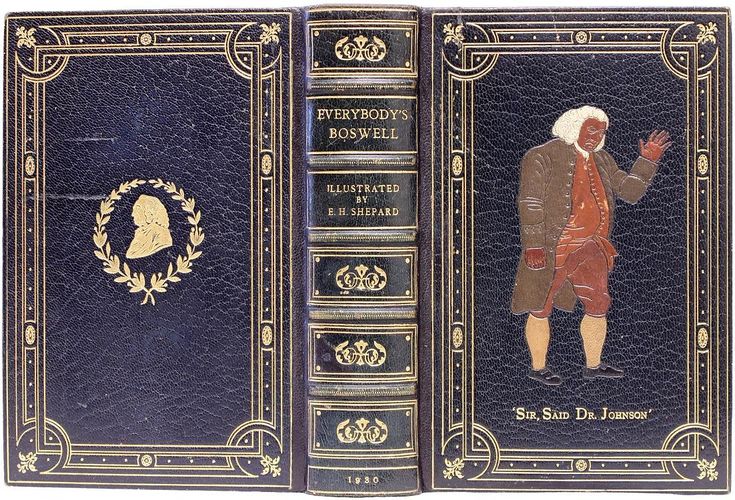 EVERYBODY'S
BOSWELL
ILLUSTRATED
BY
E. H. SHEPARD
1930
'SIR, SAID DR. JOHNSON'